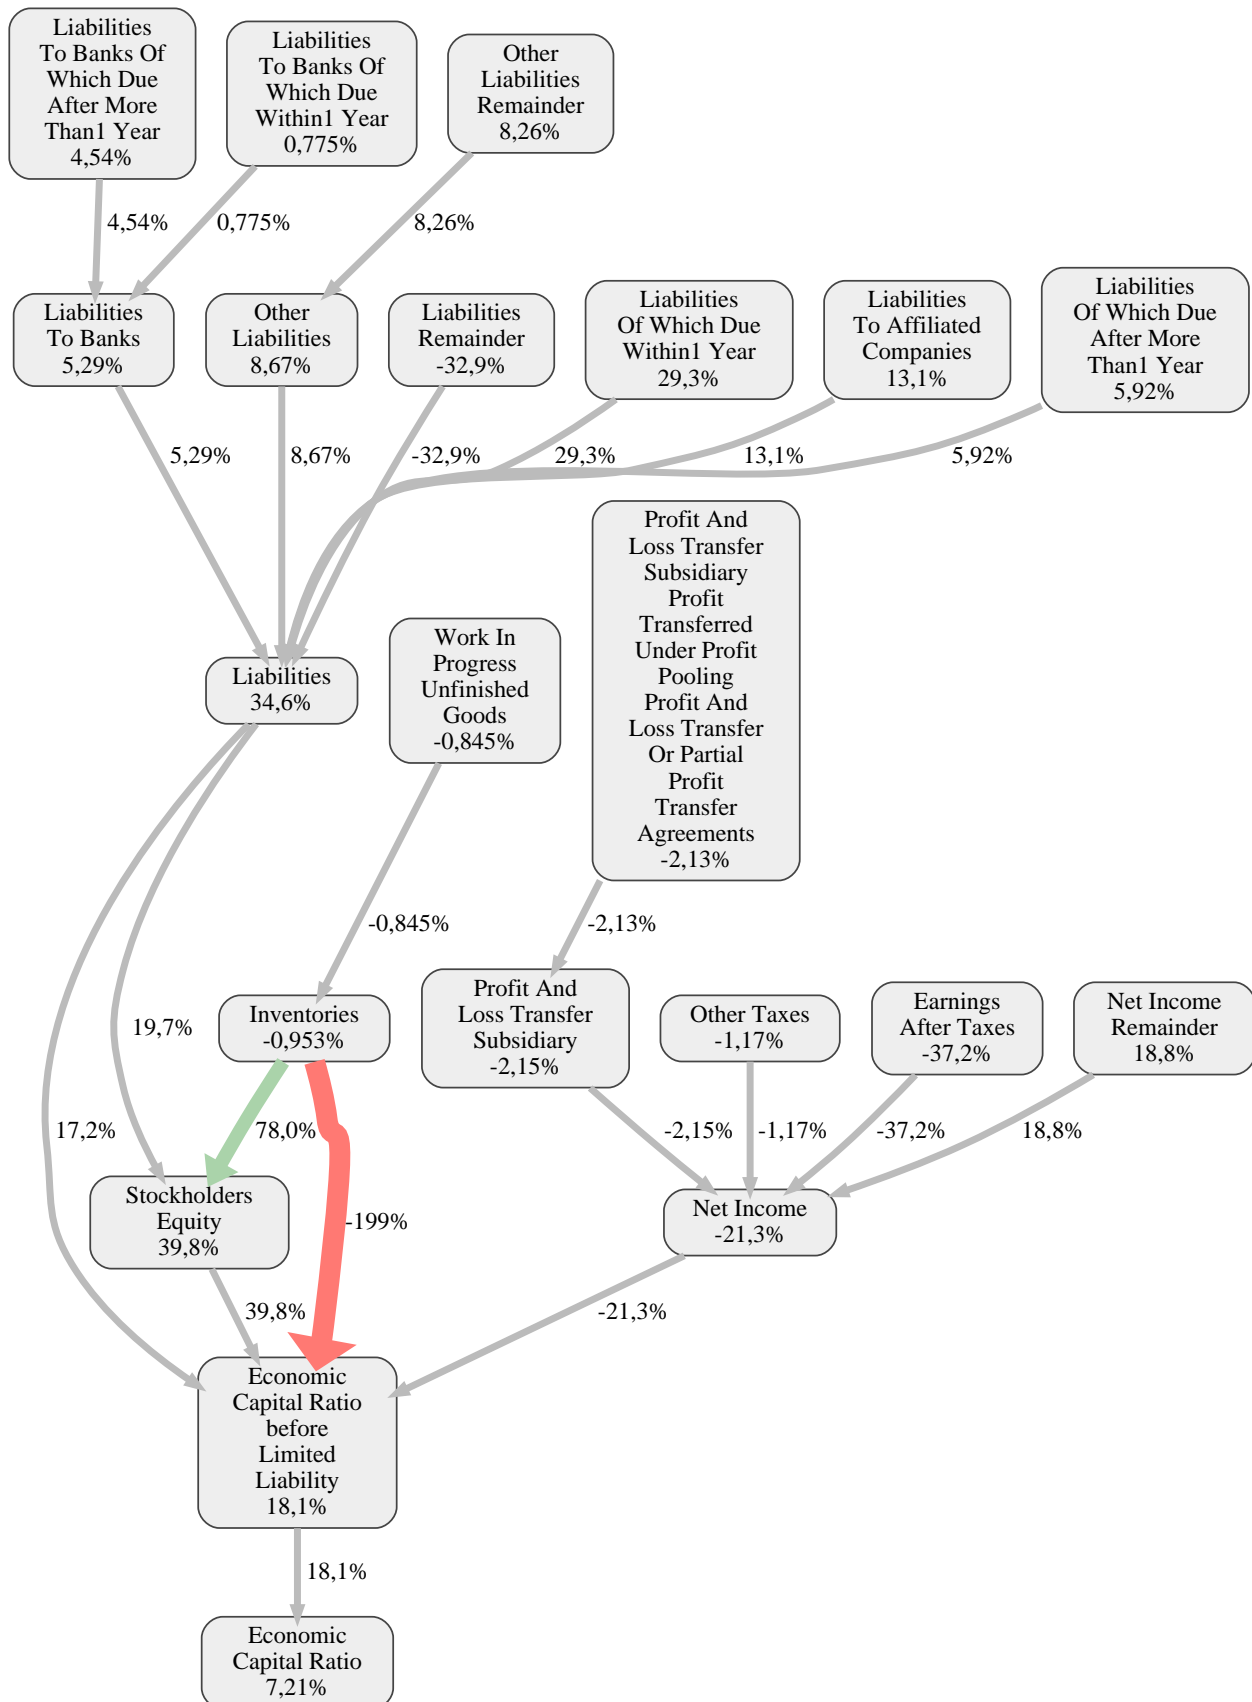 Liabilities
To Banks Of
Which Due
After More
Than1 Year
4,54%
Liabilities
To Banks Of
Which Due
Within1 Year
0,775%
Other
Liabilities
Remainder
8,26%
4,54%
0,775%
8,26%
Liabilities
To Banks
5,29%
Other
Liabilities
8,67%
Liabilities
Remainder
-32,9%
Liabilities
Of Which Due
Within1 Year
29,3%
Liabilities
To Affiliated
Companies
13,1%
Liabilities
Of Which Due
After More
Than1 Year
5,92%
5,29%
8,67%
-32,9%
29,3%
13,1%
5,92%
Profit And
Loss Transfer
Subsidiary
Profit
Transferred
Under Profit
Pooling
Profit And
Loss Transfer
Or Partial
Profit
Transfer
Agreements
-2,13%
Work In
Progress
Unfinished
Goods
-0,845%
Liabilities
34,6%
-0,845%
-2,13%
Inventories
-0,953%
Profit And
Loss Transfer
Subsidiary
-2,15%
Other Taxes
-1,17%
Earnings
After Taxes
-37,2%
Net Income
Remainder
18,8%
19,7%
17,2%
78,0%
-199%
-2,15%
-1,17%
-37,2%
18,8%
Stockholders
Equity
39,8%
Net Income
-21,3%
39,8%
-21,3%
Economic
Capital Ratio
before
Limited
Liability
18,1%
18,1%
Economic
Capital Ratio
7,21%